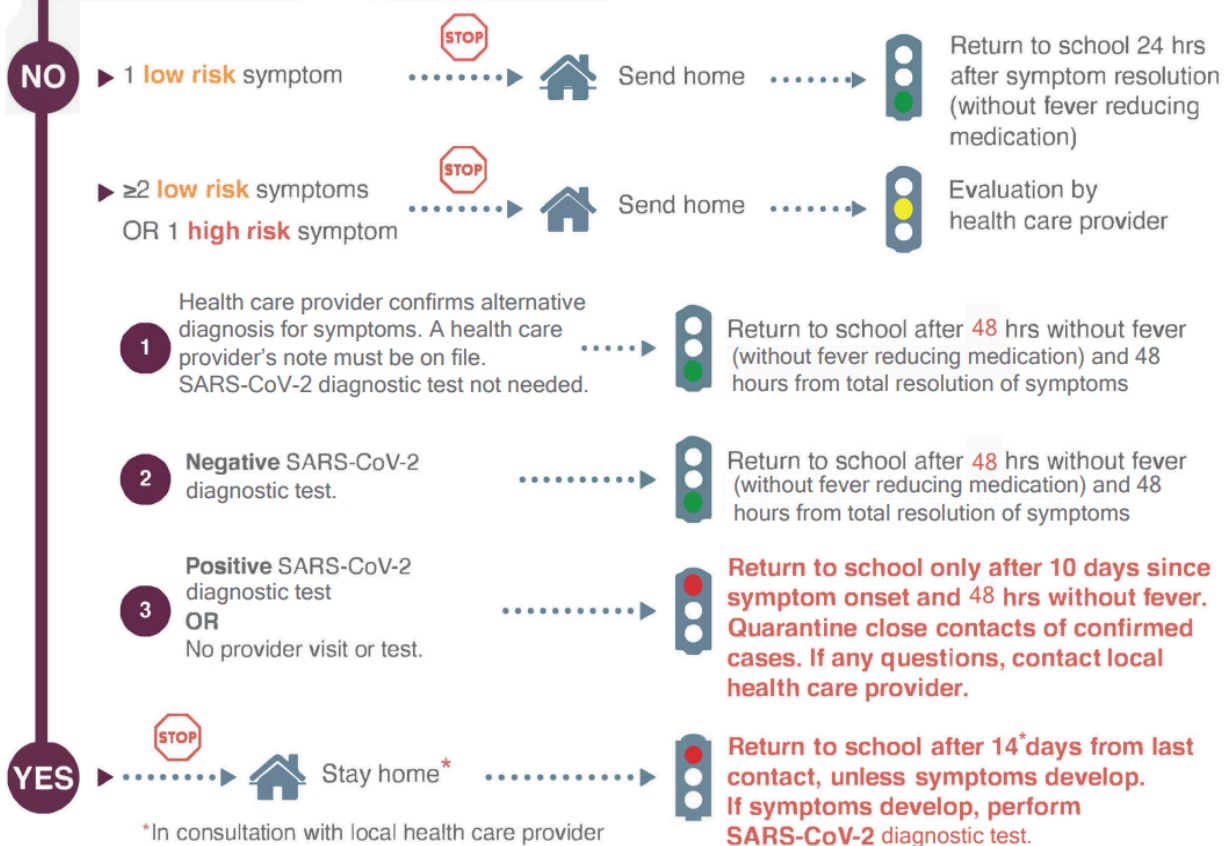 NO
1 low risk symptom
STOP
Send home
Return to school 24 hrs
after symptom resolution
(without fever reducing
medication)
≥2 low risk symptoms
OR 1 high risk symptom
STOP
Send home
Evaluation by
health care provider
1
Health care provider confirms alternative
diagnosis for symptoms. A health care
provider's note must be on file.
SARS-CoV-2 diagnostic test not needed.
Return to school after 48 hrs without fever
(without fever reducing medication) and 48
hours from total resolution of symptoms
2
Negative SARS-CoV-2
diagnostic test.
Return to school after 48 hrs without fever
(without fever reducing medication) and 48
hours from total resolution of symptoms
3
Positive SARS-CoV-2
diagnostic test
OR
No provider visit or test.
Return to school only after 10 days since
symptom onset and 48 hrs without fever.
Quarantine close contacts of confirmed
cases. If any questions, contact local
health care provider.
YES
STOP
Stay home*
Return to school after 14*days from last
contact, unless symptoms develop.
If symptoms develop, perform
SARS-CoV-2 diagnostic test.
*In consultation with local health care provider